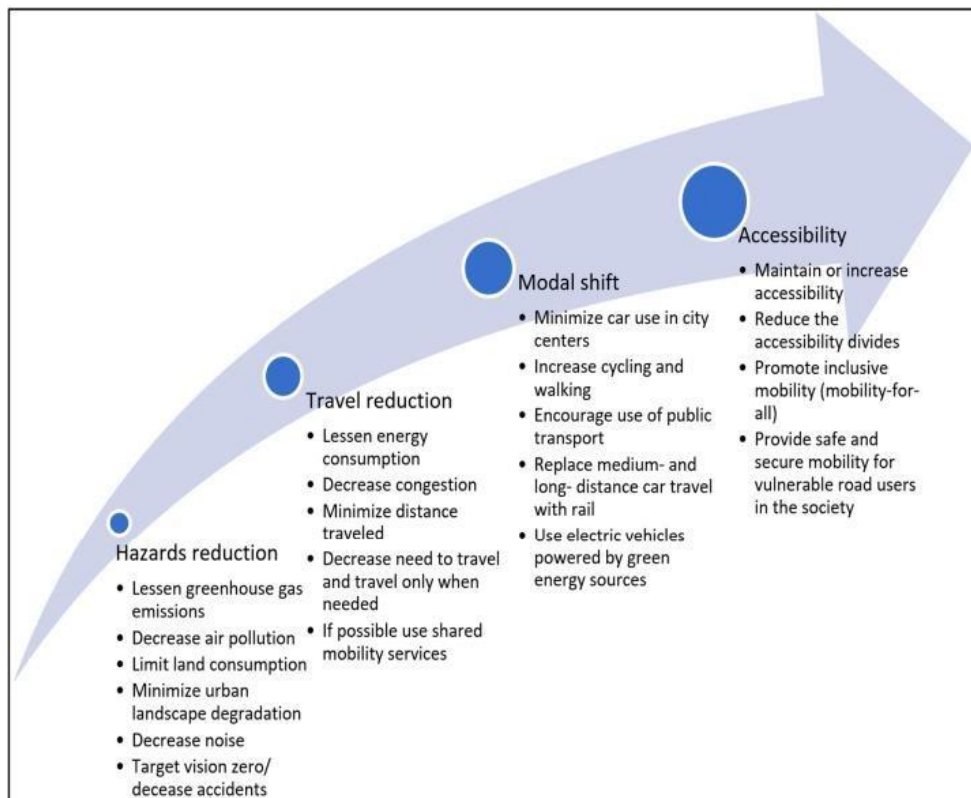 Hazards reduction
• Lessen greenhouse gas
emissions
• Decrease air pollution
• Limit land consumption
• Minimize urban
landscape degradation
• Decrease noise
• Target vision zero/
decease accidents
Travel reduction
• Lessen energy
consumption
• Decrease congestion
• Minimize distance
traveled
• Decrease need to travel
and travel only when
needed
• If possible use shared
mobility services
Modal shift
• Minimize car use in city
centers
• Increase cycling and
walking
• Encourage use of public
transport
• Replace medium- and
long- distance car travel
with rail
• Use electric vehicles
powered by green
energy sources
Accessibility
• Maintain or increase
accessibility
• Reduce the
accessibility divides
• Promote inclusive
mobility (mobility-for-
all)
• Provide safe and
secure mobility for
vulnerable road users
in the society